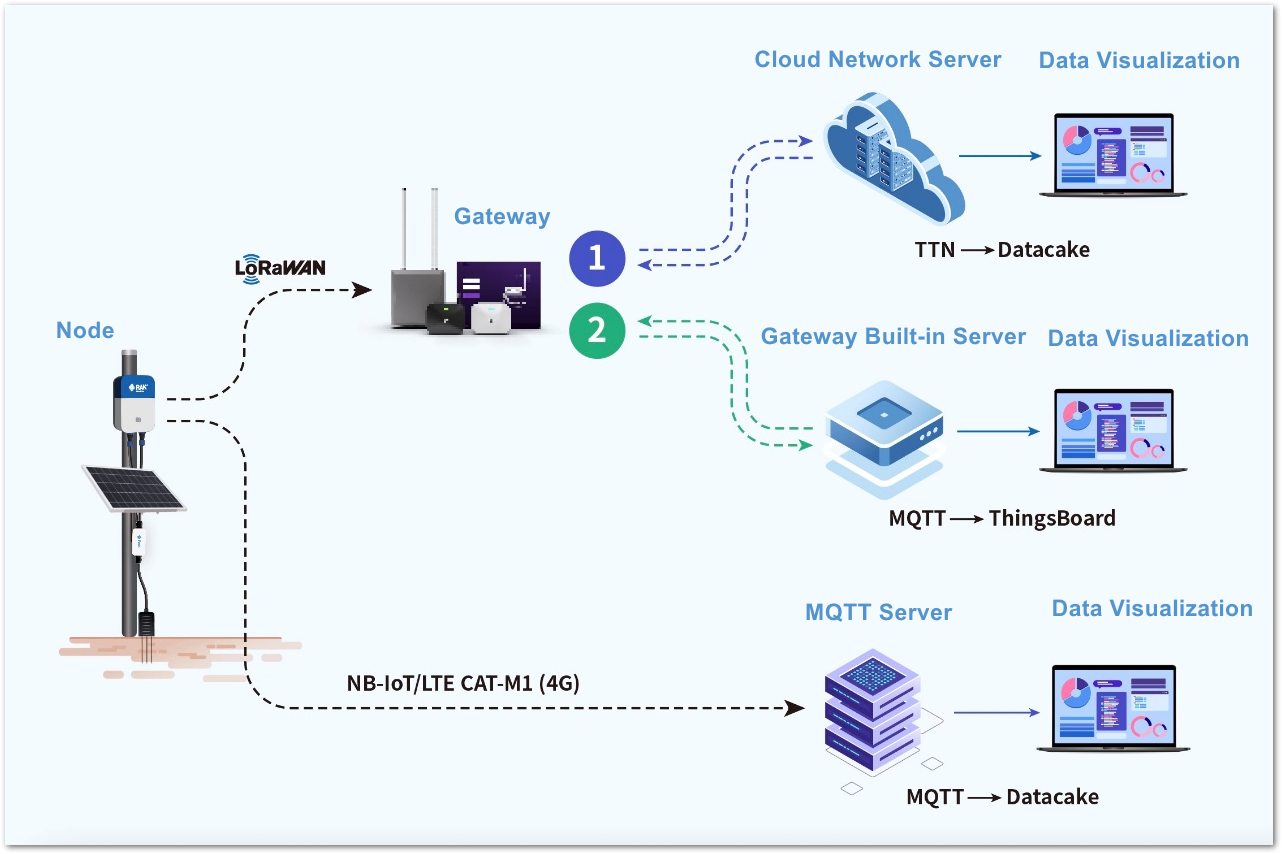 Cloud Network Server
Data Visualization
TTN → Datacake
Gateway
1
LoRaWAN
2
Gateway Built-in Server
Data Visualization
Node
RAK
MQTT → ThingsBoard
MQTT Server
Data Visualization
NB-IoT/LTE CAT-M1 (4G)
MQTT → Datacake